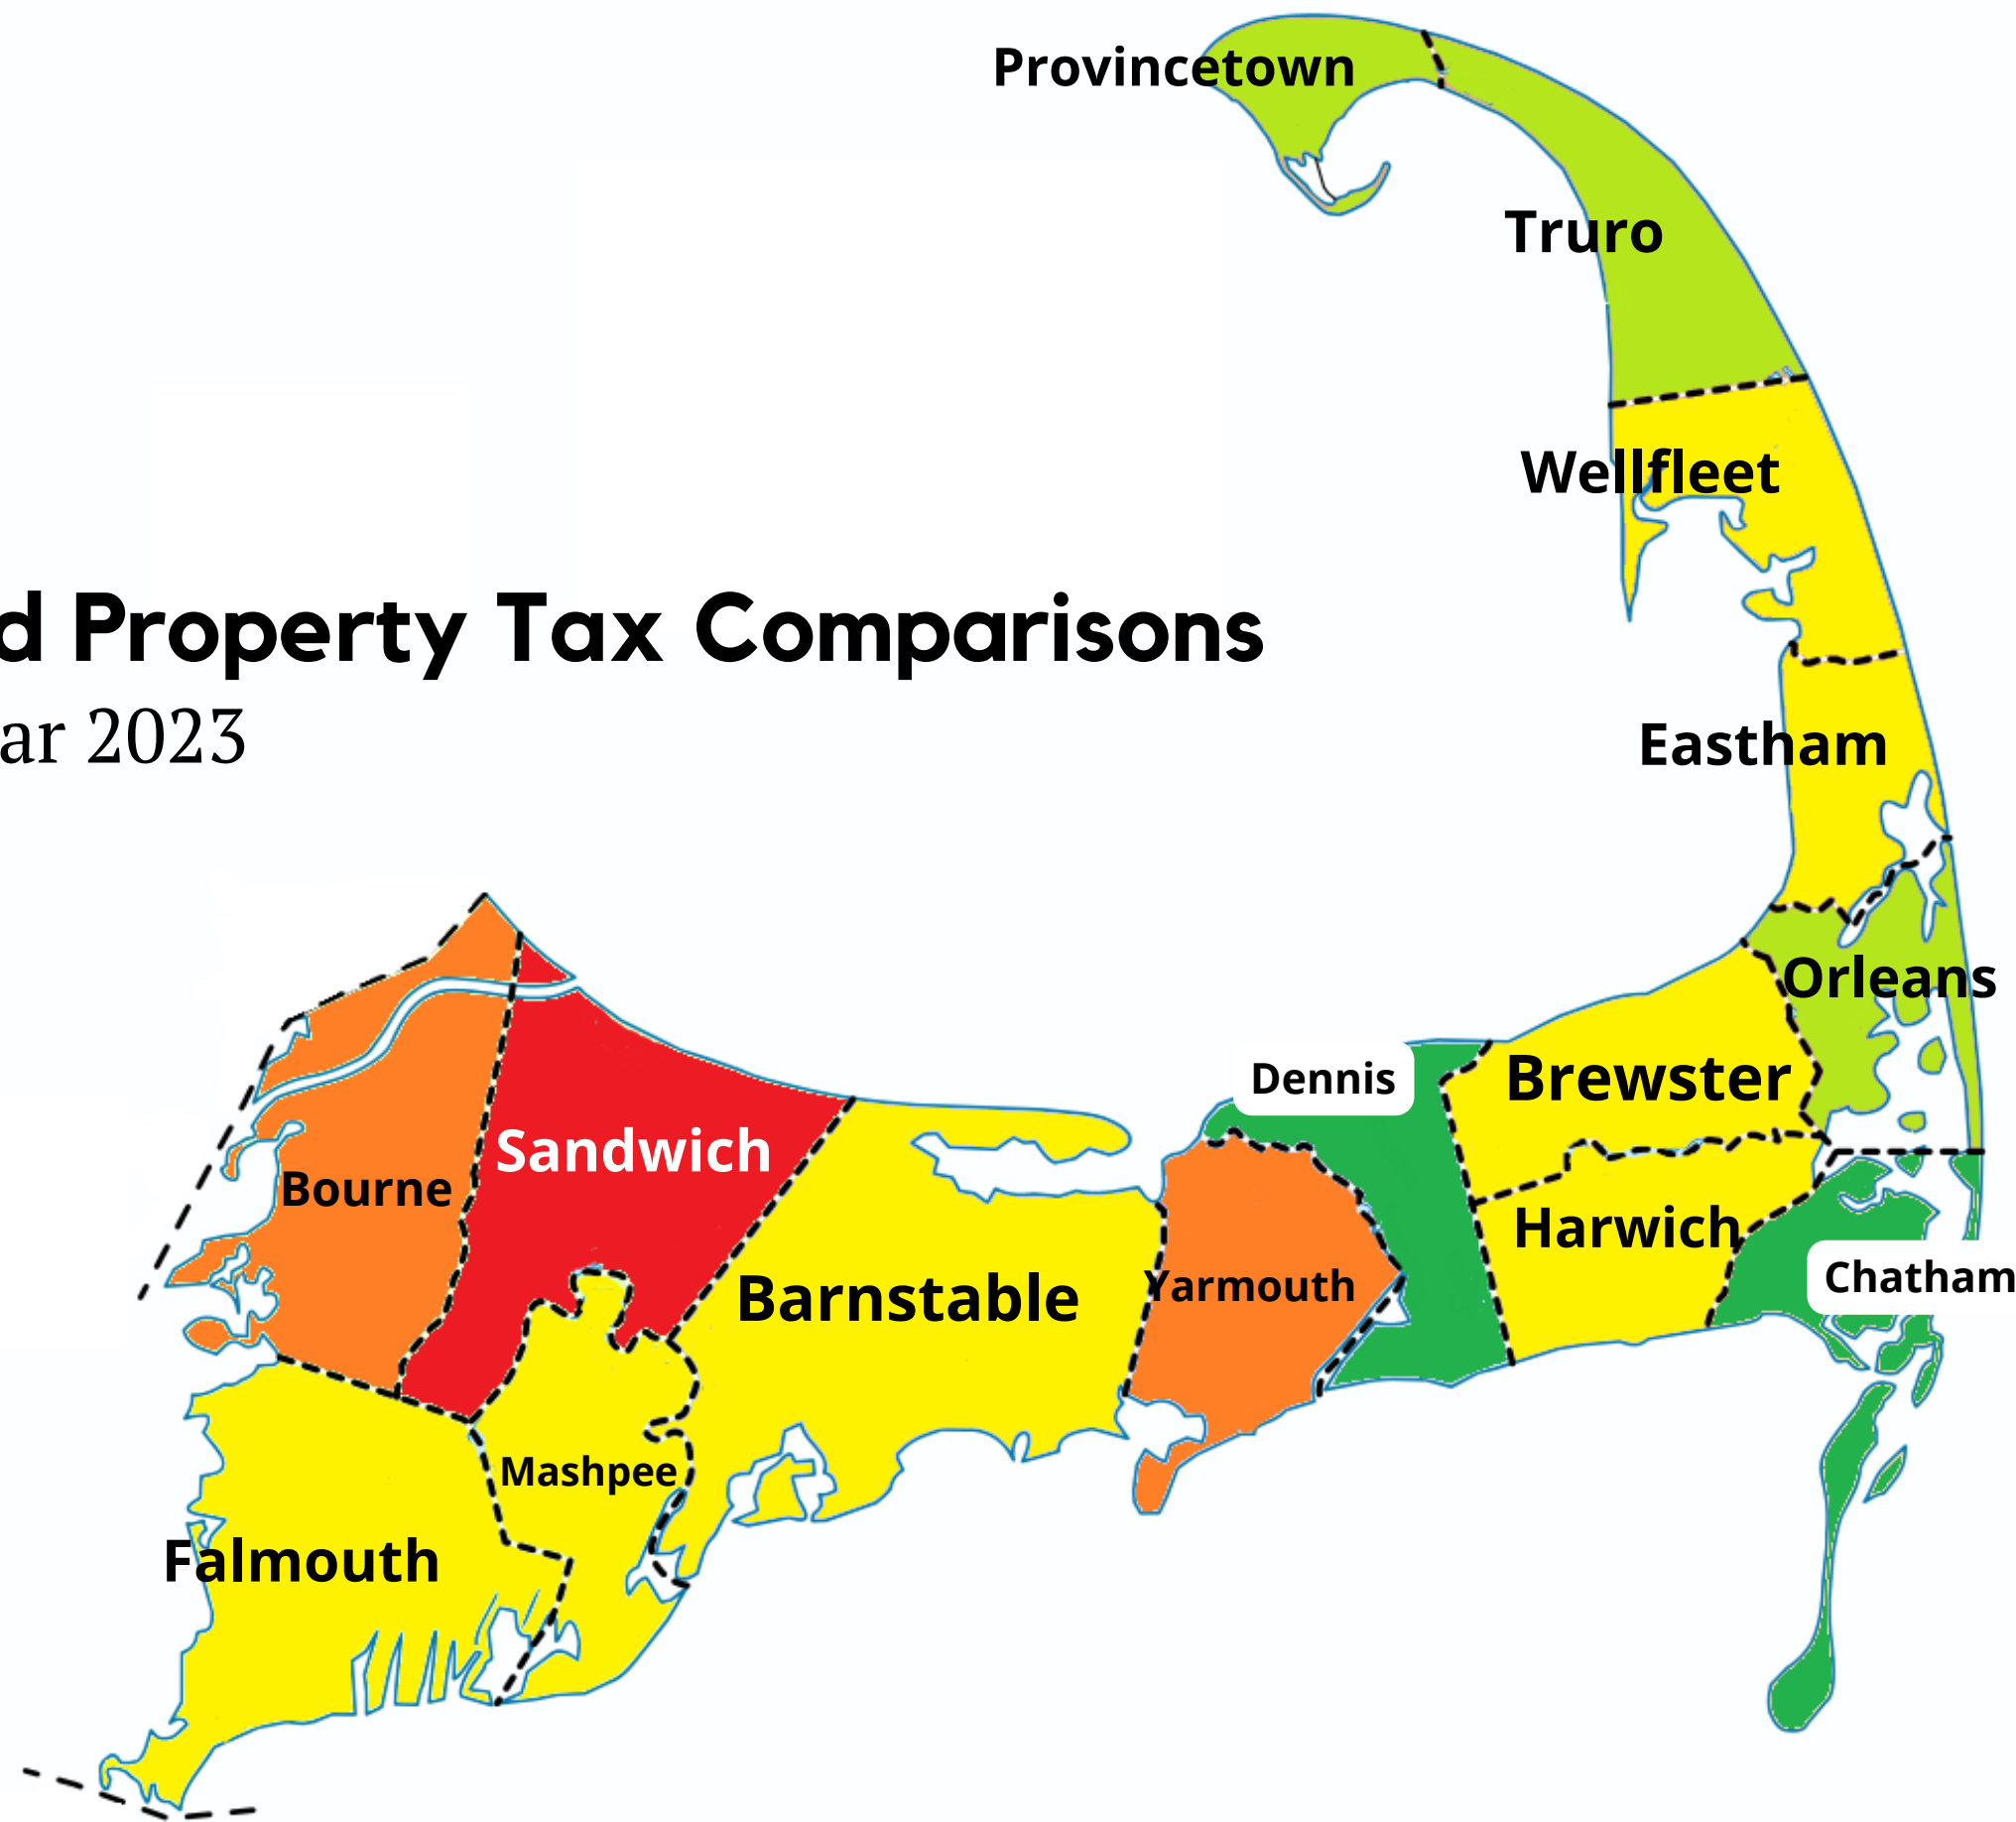 Provincetown
Truro
Wellfleet
d Property Tax Comparisons
ar 2023
Eastham
Orleans
Dennis
Brewster
Sandwich
Bourne
Harwich
Chatham
Yarmouth
Barnstable
Mashpee
Falmouth